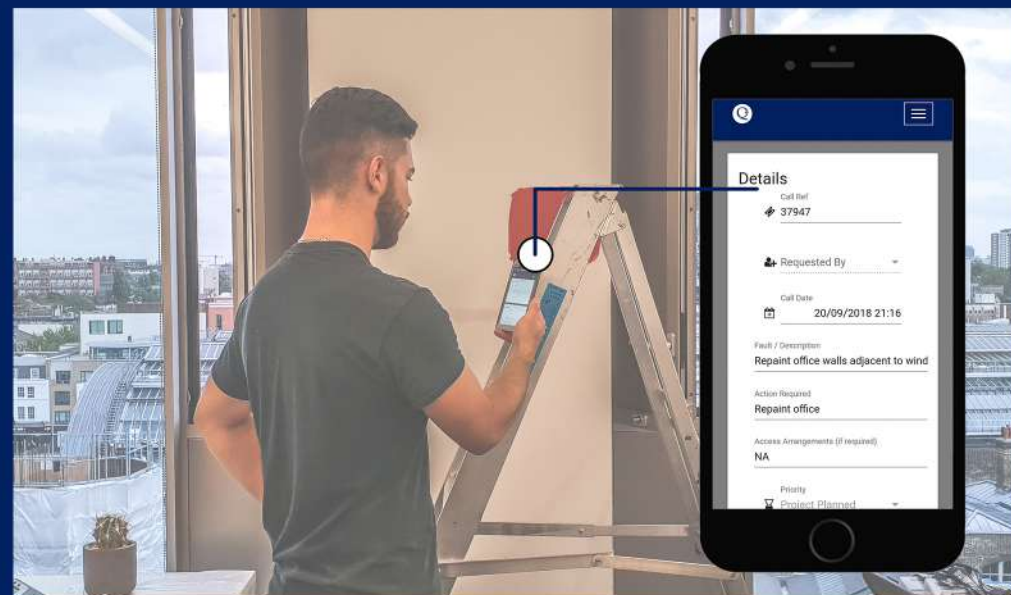 Details
Call Ref
37947
Requested By
Call Date
20/09/2018 21:16
Fault / Description
Repaint office walls adjacent to wind
Action Required
Repaint office
Access Arrangements (if required)
NA
Priority
Project Planned